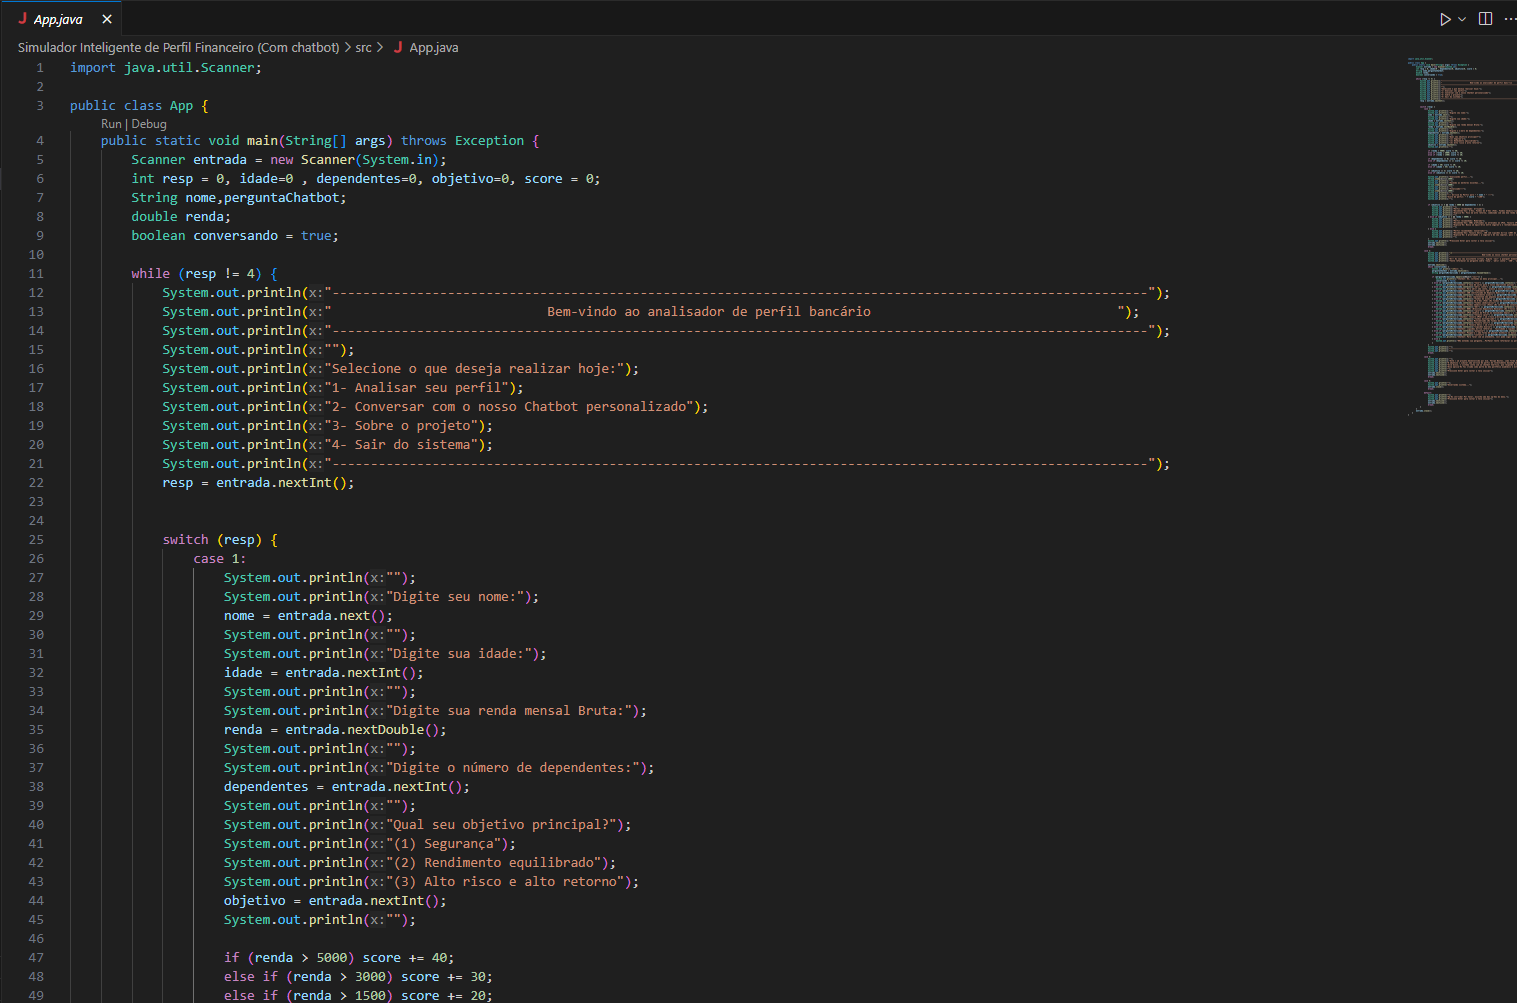 App.java
Simulador Inteligente de Perfil Financeiro (Com chatbot) > src > App.java
1 import java.util.Scanner;
2
3 public class App {
Run | Debug
4 public static void main(String[] args) throws Exception {
5 Scanner entrada = new Scanner(System.in);
6 int resp = 0, idade=0 , dependentes=0, objetivo=0, score = 0;
7 String nome,perguntaChatbot;
8 double renda;
9 boolean conversando = true;
10
11 while (resp != 4) {
12 System.out.println(x:"----------------------------------------------------------------------------------------------------------");
13 System.out.println(x:"                            Bem-vindo ao analisador de perfil bancário                                ");
14 System.out.println(x:"----------------------------------------------------------------------------------------------------------");
15 System.out.println(x:"");
16 System.out.println(x:"Selecione o que deseja realizar hoje:");
17 System.out.println(x:"1- Analisar seu perfil");
18 System.out.println(x:"2- Conversar com o nosso Chatbot personalizado");
19 System.out.println(x:"3- Sobre o projeto");
20 System.out.println(x:"4- Sair do sistema");
21 System.out.println(x:"----------------------------------------------------------------------------------------------------------");
22 resp = entrada.nextInt();
23
24
25 switch (resp) {
26 case 1:
27 System.out.println(x:"");
28 System.out.println(x:"Digite seu nome:");
29 nome = entrada.next();
30 System.out.println(x:"");
31 System.out.println(x:"Digite sua idade:");
32 idade = entrada.nextInt();
33 System.out.println(x:"");
34 System.out.println(x:"Digite sua renda mensal Bruta:");
35 renda = entrada.nextDouble();
36 System.out.println(x:"");
37 System.out.println(x:"Digite o número de dependentes:");
38 dependentes = entrada.nextInt();
39 System.out.println(x:"");
40 System.out.println(x:"Qual seu objetivo principal?");
41 System.out.println(x:"(1) Segurança");
42 System.out.println(x:"(2) Rendimento equilibrado");
43 System.out.println(x:"(3) Alto risco e alto retorno");
44 objetivo = entrada.nextInt();
45 System.out.println(x:"");
46
47 if (renda > 5000) score += 40;
48 else if (renda > 3000) score += 30;
49 else if (renda > 1500) score += 20;